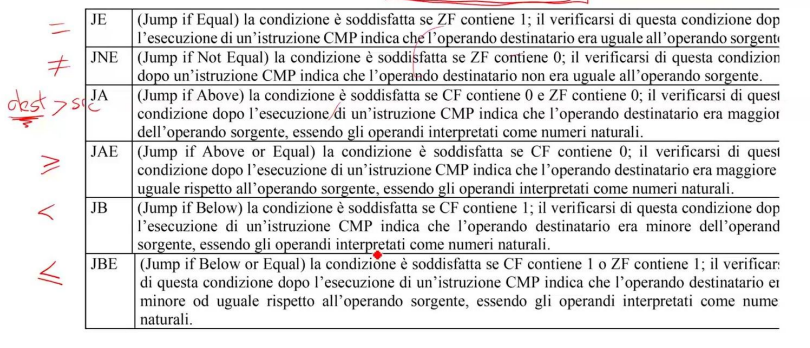 = JE (Jump if Equal) la condizione è soddisfatta se ZF contiene 1; il verificarsi di questa condizione dop
l'esecuzione di un'istruzione CMP indica che l'operando destinatario era uguale all'operando sorgente
≠ JNE (Jump if Not Equal) la condizione è soddisfatta se ZF contiene 0; il verificarsi di questa condizion
dopo un'istruzione CMP indica che l'operando destinatario non era uguale all'operando sorgente.
dest > src JA (Jump if Above) la condizione è soddisfatta se CF contiene 0 e ZF contiene 0; il verificarsi di quest
condizione dopo l'esecuzione di un'istruzione CMP indica che l'operando destinatario era maggior
dell'operando sorgente, essendo gli operandi interpretati come numeri naturali.
≥ JAE (Jump if Above or Equal) la condizione è soddisfatta se CF contiene 0; il verificarsi di quest
condizione dopo l'esecuzione di un'istruzione CMP indica che l'operando destinatario era maggiore
uguale rispetto all'operando sorgente, essendo gli operandi interpretati come numeri naturali.
< JB (Jump if Below) la condizione è soddisfatta se CF contiene 1; il verificarsi di questa condizione dop
l'esecuzione di un'istruzione CMP indica che l'operando destinatario era minore dell'operand
sorgente, essendo gli operandi interpretati come numeri naturali.
≤ JBE (Jump if Below or Equal) la condizione è soddisfatta se CF contiene 1 o ZF contiene 1; il verificars
di questa condizione dopo l'esecuzione di un'istruzione CMP indica che l'operando destinatario er
minore od uguale rispetto all'operando sorgente, essendo gli operandi interpretati come nume
naturali.